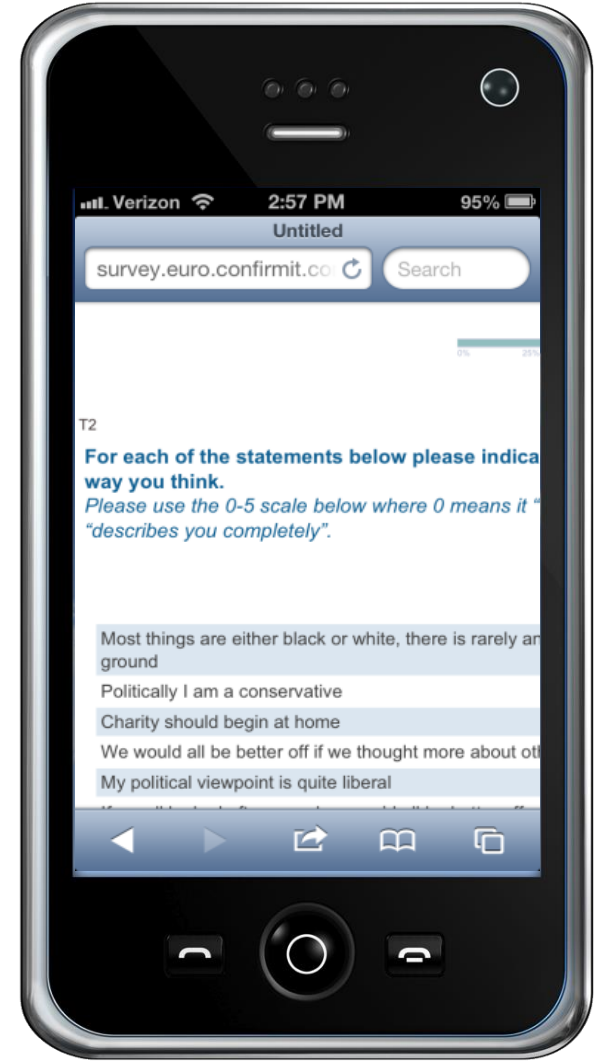 Verizon 2:57 PM 95%
Untitled
survey.euro.confirmit.co Search
0% 25%
T2
For each of the statements below please indica
way you think.
Please use the 0-5 scale below where 0 means it “
“describes you completely”.
Most things are either black or white, there is rarely an
ground
Politically I am a conservative
Charity should begin at home
We would all be better off if we thought more about oth
My political viewpoint is quite liberal